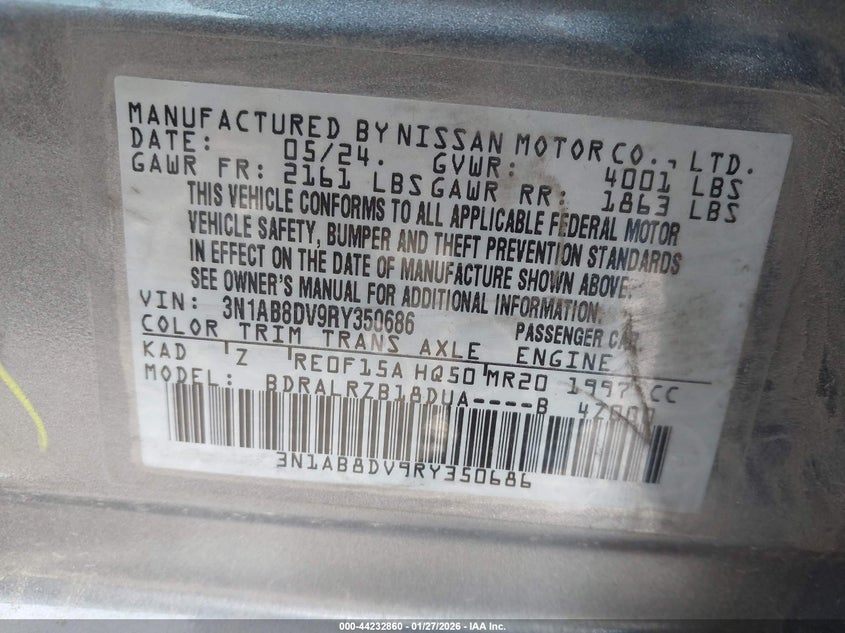 MANUFACTURED BY NISSAN MOTOR CO., LTD.
DATE: 05/24. GVWR: 4001 LBS
GAWR FR: 2161 LBS GAWR RR: 1863 LBS
THIS VEHICLE CONFORMS TO ALL APPLICABLE FEDERAL MOTOR
VEHICLE SAFETY, BUMPER AND THEFT PREVENTION STANDARDS
IN EFFECT ON THE DATE OF MANUFACTURE SHOWN ABOVE.
SEE OWNER'S MANUAL FOR ADDITIONAL INFORMATION.
VIN: 3N1AB8DV9RY350686 PASSENGER CAR
COLOR TRIM TRANS AXLE ENGINE
KAD Z RE0F15A HQ50 MR20 1997 CC
MODEL: BDRALRZB18DUA----B
3N1AB8DV9RY350686
000-44232860 - 01/27/2026 - IAA Inc.